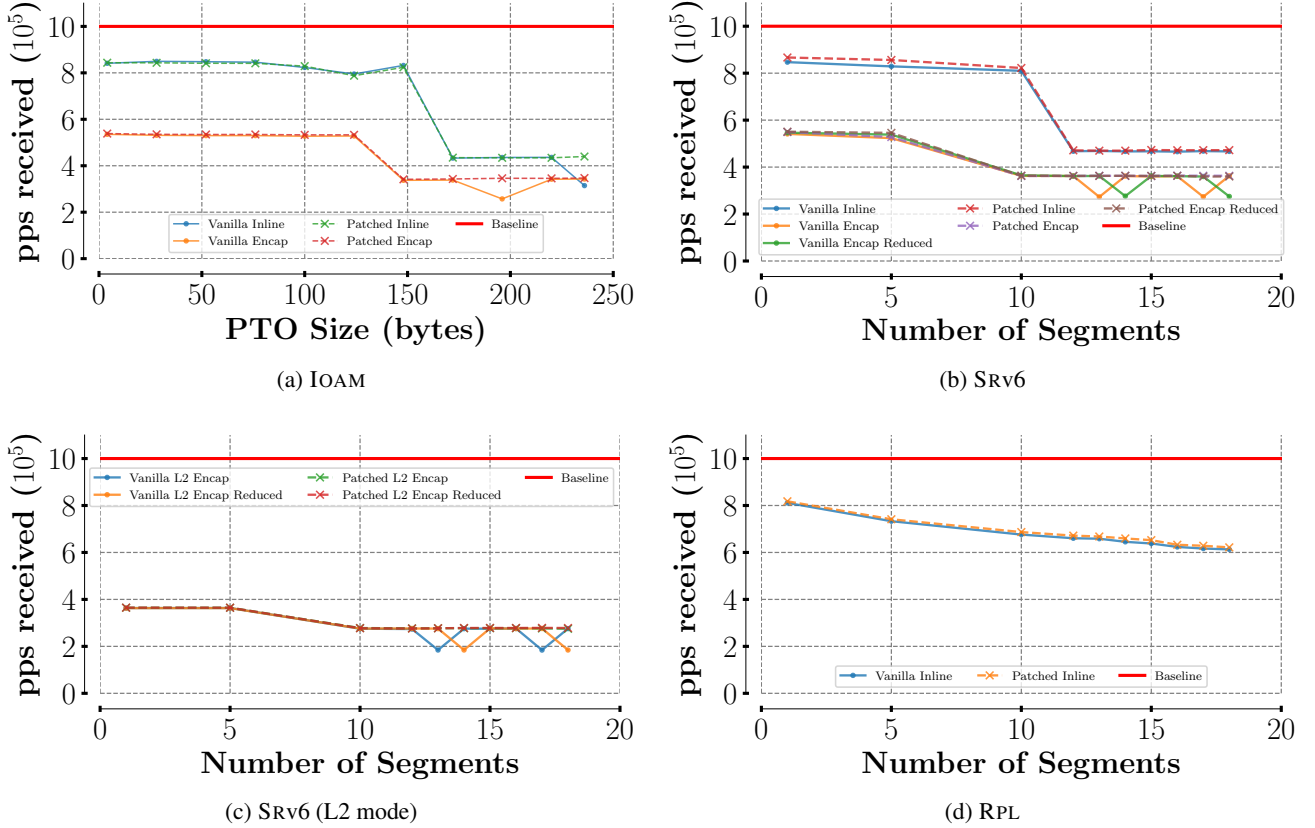 pps received (10^5)
10
8
6
4
2
0
Vanilla Inline
Vanilla Encap
Patched Inline
Patched Encap
Baseline
0 50 100 150 200 250
PTO Size (bytes)
(a) IOAM
pps received (10^5)
10
8
6
4
2
0
Vanilla Inline
Vanilla Encap
Vanilla Encap Reduced
Patched Inline
Patched Encap
Patched Encap Reduced
Baseline
0 5 10 15 20
Number of Segments
(b) SRv6
pps received (10^5)
10
8
6
4
2
0
Vanilla L2 Encap
Vanilla L2 Encap Reduced
Patched L2 Encap
Patched L2 Encap Reduced
Baseline
0 5 10 15 20
Number of Segments
(c) SRv6 (L2 mode)
pps received (10^5)
10
8
6
4
2
0
Vanilla Inline
Patched Inline
Baseline
0 5 10 15 20
Number of Segments
(d) RPL